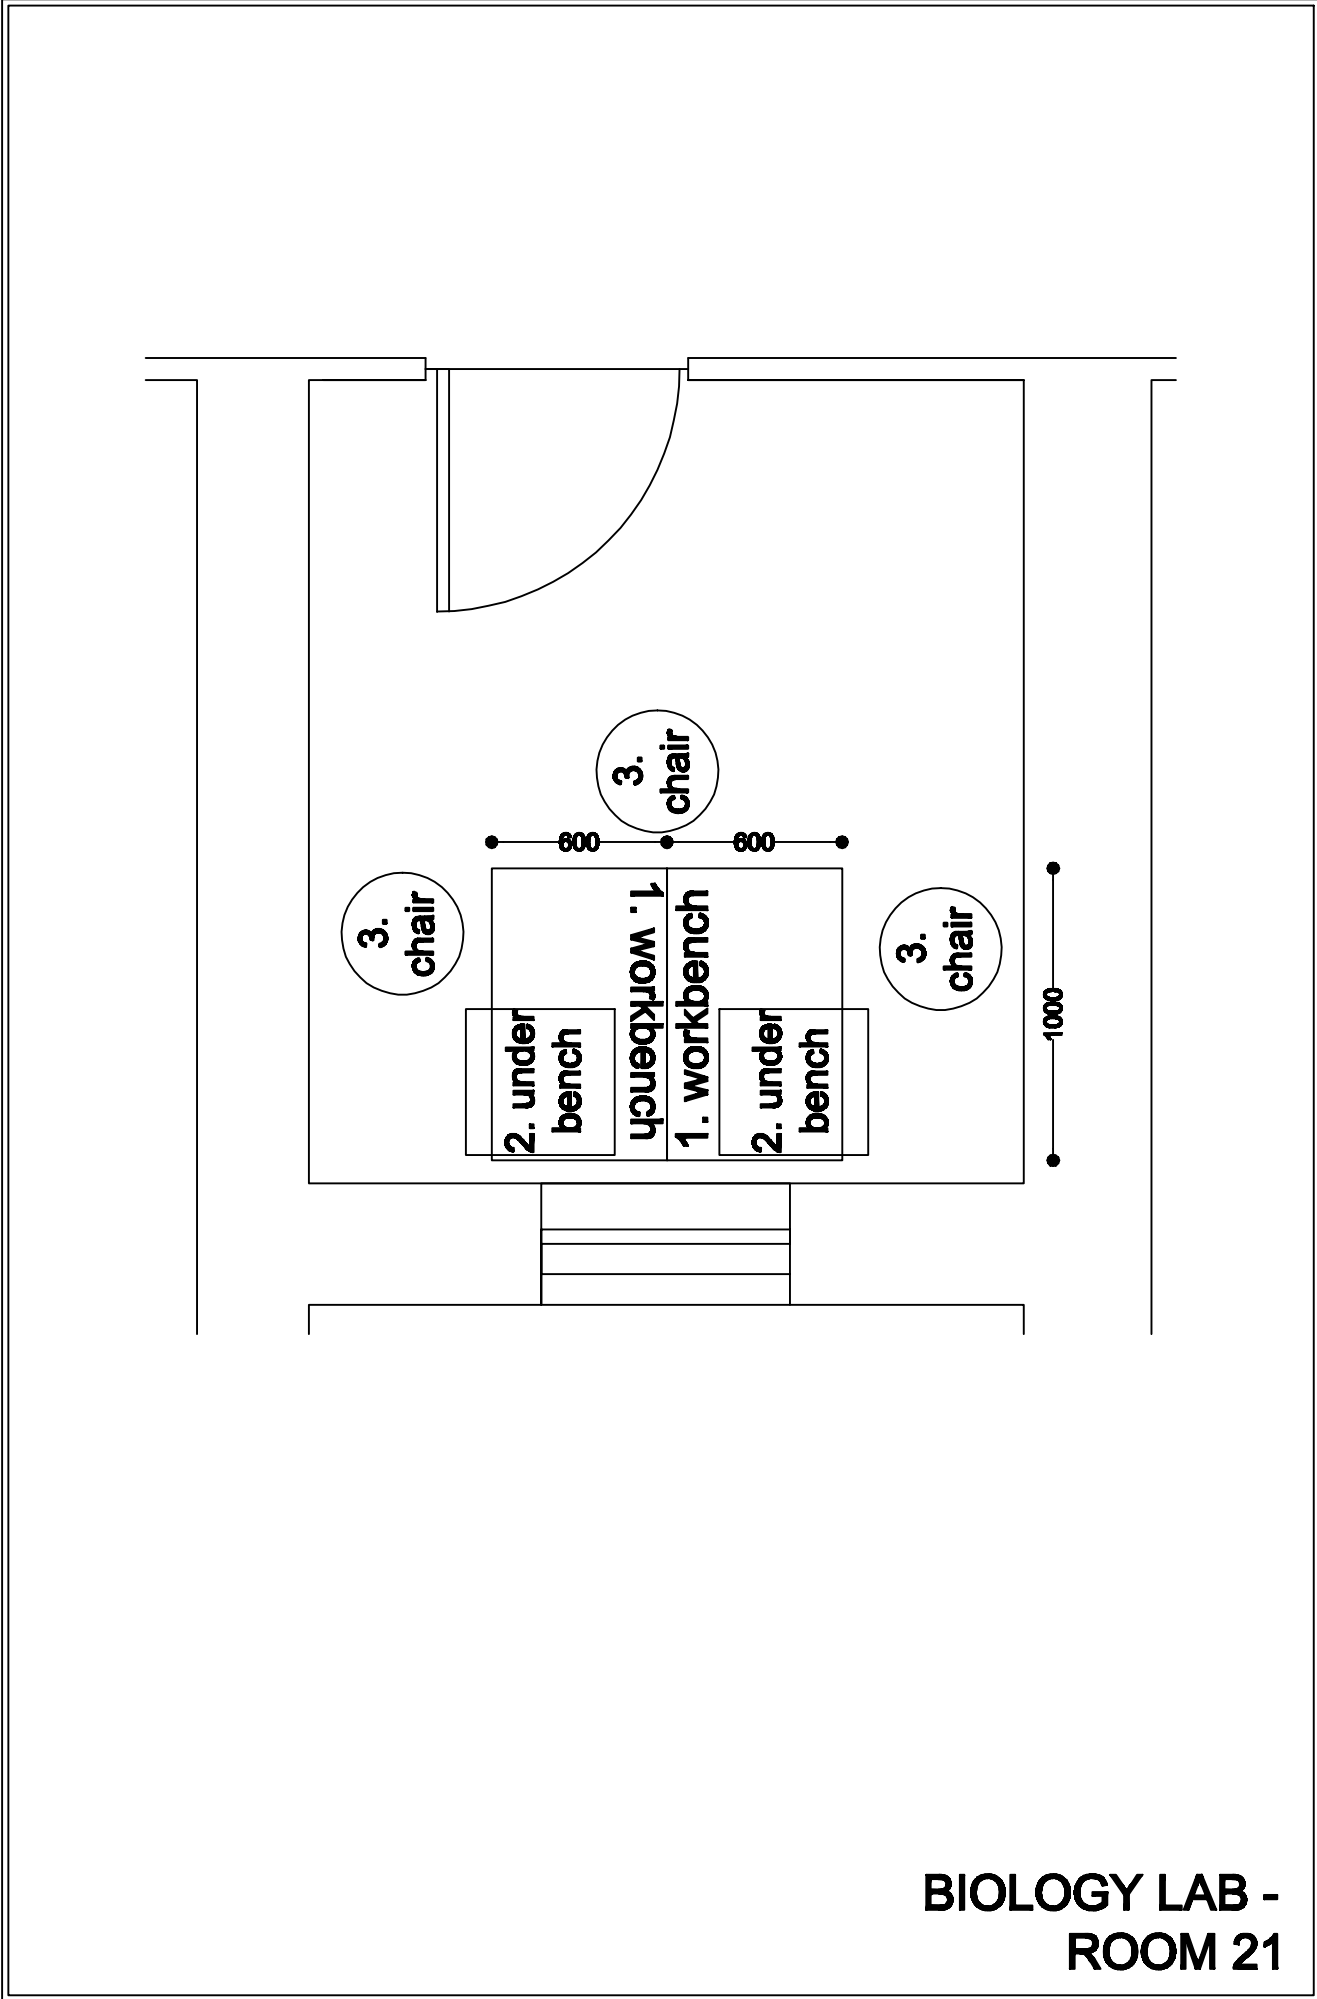 3.
chair
600
600
3.
chair
1. workbench
1. workbench
3.
chair
1000
2. under
bench
2. under
bench
BIOLOGY LAB -
ROOM 21